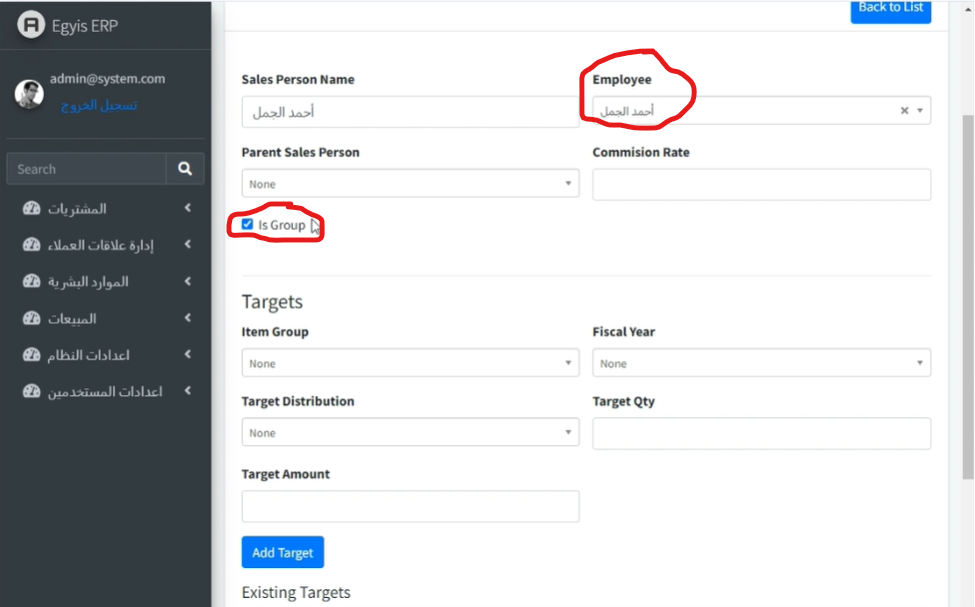 Egyis ERP
admin@system.com
تسجيل الخروج
Search
المشتريات
إدارة علاقات العملاء
الموارد البشرية
المبيعات
اعدادات النظام
اعدادات المستخدمين
Back to List
Sales Person Name
Employee
أحمد الجمل
أحمد الجمل
Parent Sales Person
Commision Rate
None
Is Group
Targets
Item Group
Fiscal Year
None
None
Target Distribution
Target Qty
None
Target Amount
Add Target
Existing Targets